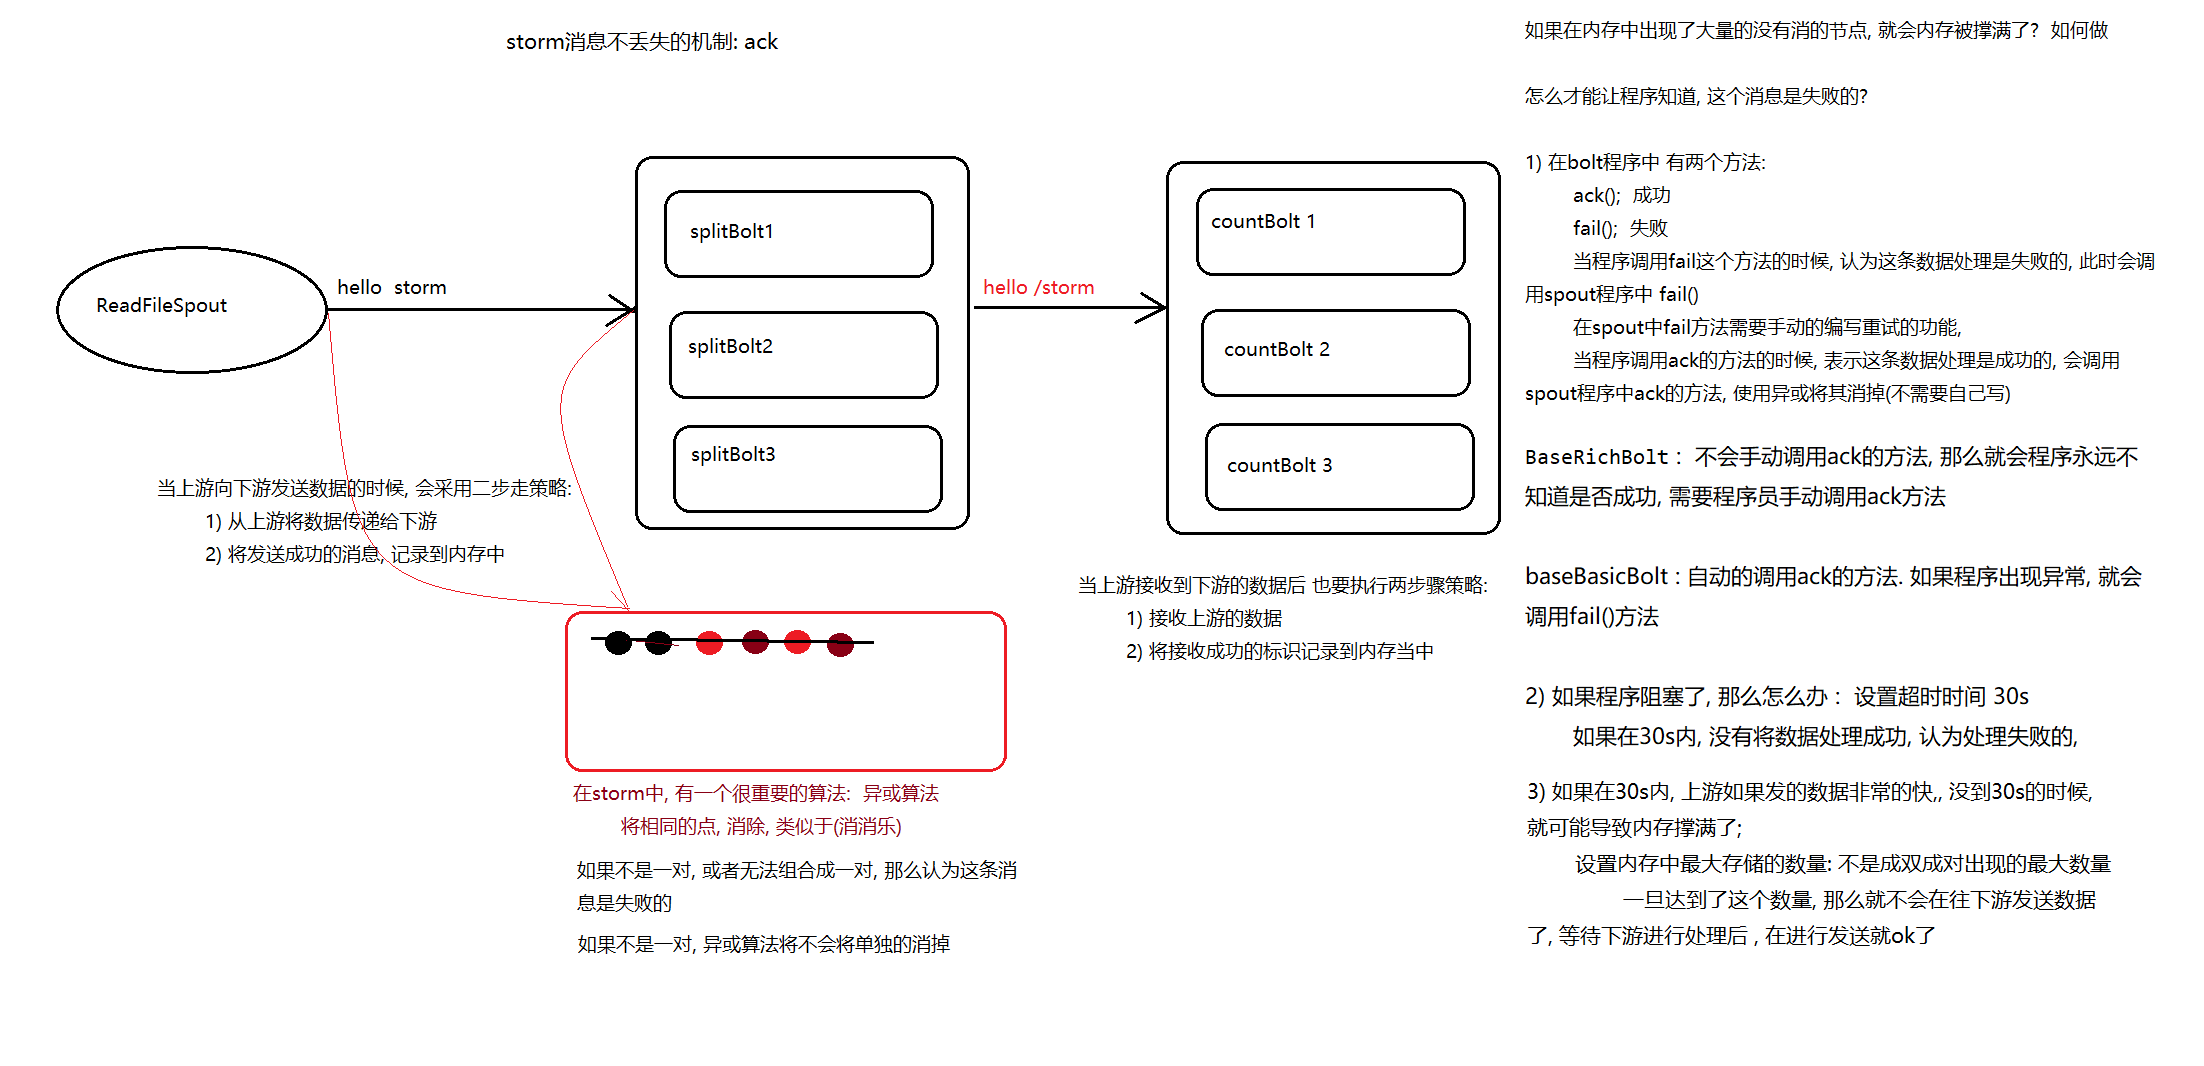 storm消息不丢失的机制: ack
ReadFileSpout
hello  storm
splitBolt1
splitBolt2
splitBolt3
hello /storm
countBolt 1
countBolt 2
countBolt 3
当上游向下游发送数据的时候, 会采用二步走策略:
1) 从上游将数据传递给下游
2) 将发送成功的消息, 记录到内存中
当上游接收到下游的数据后 也要执行两步骤策略:
1) 接收上游的数据
2) 将接收成功的标识记录到内存当中
在storm中, 有一个很重要的算法:  异或算法
将相同的点, 消除, 类似于(消消乐)
如果不是一对, 或者无法组合成一对, 那么认为这条消
息是失败的
如果不是一对, 异或算法将不会将单独的消掉
如果在内存中出现了大量的没有消的节点, 就会内存被撑满了?  如何做
怎么才能让程序知道, 这个消息是失败的?
1) 在bolt程序中 有两个方法:
ack();  成功
fail();  失败
当程序调用fail这个方法的时候, 认为这条数据处理是失败的, 此时会调
用spout程序中 fail()
在spout中fail方法需要手动的编写重试的功能,
当程序调用ack的方法的时候, 表示这条数据处理是成功的, 会调用
spout程序中ack的方法, 使用异或将其消掉(不需要自己写)
BaseRichBolt :  不会手动调用ack的方法, 那么就会程序永远不
知道是否成功, 需要程序员手动调用ack方法
baseBasicBolt : 自动的调用ack的方法. 如果程序出现异常, 就会
调用fail()方法
2) 如果程序阻塞了, 那么怎么办 :  设置超时时间 30s
如果在30s内, 没有将数据处理成功, 认为处理失败的,
3) 如果在30s内, 上游如果发的数据非常的快,, 没到30s的时候,
就可能导致内存撑满了;
设置内存中最大存储的数量: 不是成双成对出现的最大数量
一旦达到了这个数量, 那么就不会在往下游发送数据
了, 等待下游进行处理后 , 在进行发送就ok了